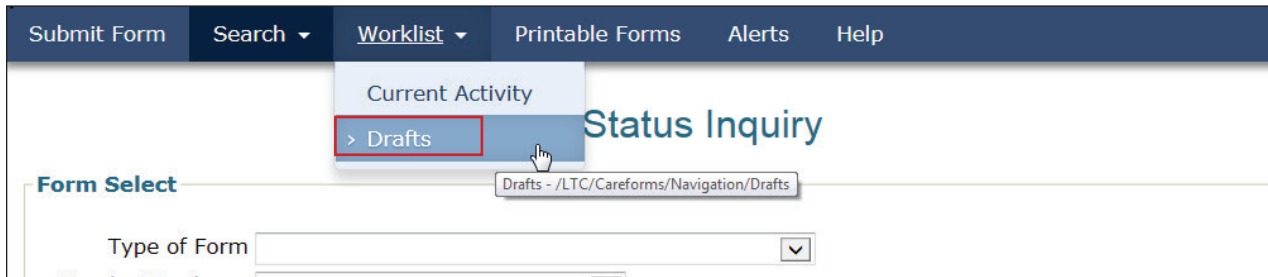 Submit Form Search Worklist Printable Forms Alerts Help
Current Activity
> Drafts
Status Inquiry
Drafts - /LTC/Careforms/Navigation/Drafts
Form Select
Type of Form